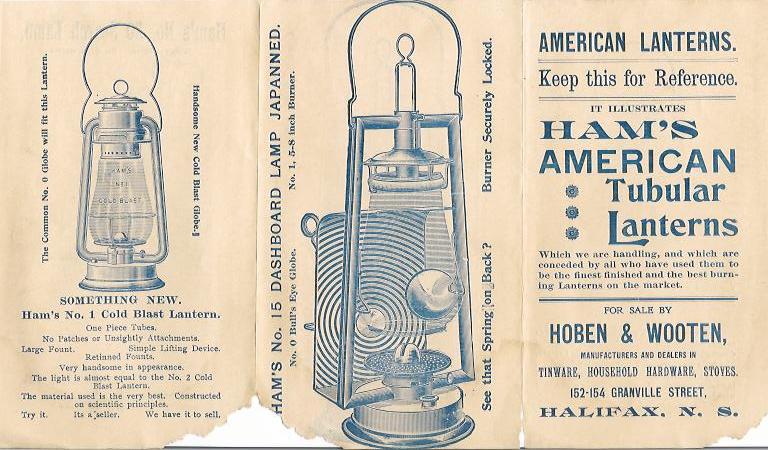 The Common No. 0 Globe will fit this Lantern.
HAM'S
No 1
COLD BLAST
Handsome New Cold Blast Globe.
SOMETHING NEW.
Ham's No. 1 Cold Blast Lantern.
One Piece Tubes.
No Patches or Unsightly Attachments.
Large Fount. Simple Lifting Device.
Retinned Founts.
Very handsome in appearance.
The light is almost equal to the No. 2 Cold
Blast Lantern.
The material used is the very best. Constructed
on scientific principles.
Try it. Its a seller. We have it to sell,
HAM'S No. 15 DASHBOARD LAMP JAPANNED.
No. 0 Bull's Eye Globe. No. 1, 5-8 inch Burner.
See that Spring on Back? Burner Securely Locked.
AMERICAN LANTERNS.
Keep this for Reference.
IT ILLUSTRATES
HAM'S
AMERICAN
Tubular
Lanterns
Which we are handling, and which are
conceded by all who have used them to
be the finest finished and the best burn-
ing Lanterns on the market.
FOR SALE BY
HOBEN & WOOTEN,
MANUFACTURERS AND DEALERS IN
TINWARE, HOUSEHOLD HARDWARE, STOVES.
152-154 GRANVILLE STREET,
HALIFAX, N. S.